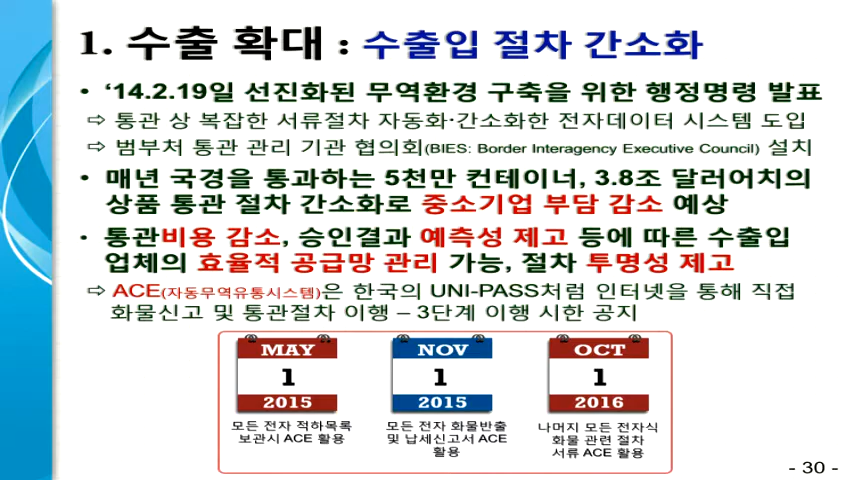 1. 수출 확대 : 수출입 절차 간소화
• ‘14.2.19일 선진화된 무역환경 구축을 위한 행정명령 발표
⇨ 통관 상 복잡한 서류절차 자동화·간소화한 전자데이터 시스템 도입
⇨ 범부처 통관 관리 기관 협의회(BIES: Border Interagency Executive Council) 설치
• 매년 국경을 통과하는 5천만 컨테이너, 3.8조 달러어치의
상품 통관 절차 간소화로 중소기업 부담 감소 예상
• 통관비용 감소, 승인결과 예측성 제고 등에 따른 수출입
업체의 효율적 공급망 관리 가능, 절차 투명성 제고
⇨ ACE(자동무역유통시스템)은 한국의 UNI-PASS처럼 인터넷을 통해 직접
화물신고 및 통관절차 이행 – 3단계 이행 시한 공지
MAY
1
2015
모든 전자 적하목록
보관시 ACE 활용
NOV
1
2015
모든 전자 화물반출
및 납세신고서 ACE
활용
OCT
1
2016
나머지 모든 전자식
화물 관련 절차
서류 ACE 활용
- 30 -